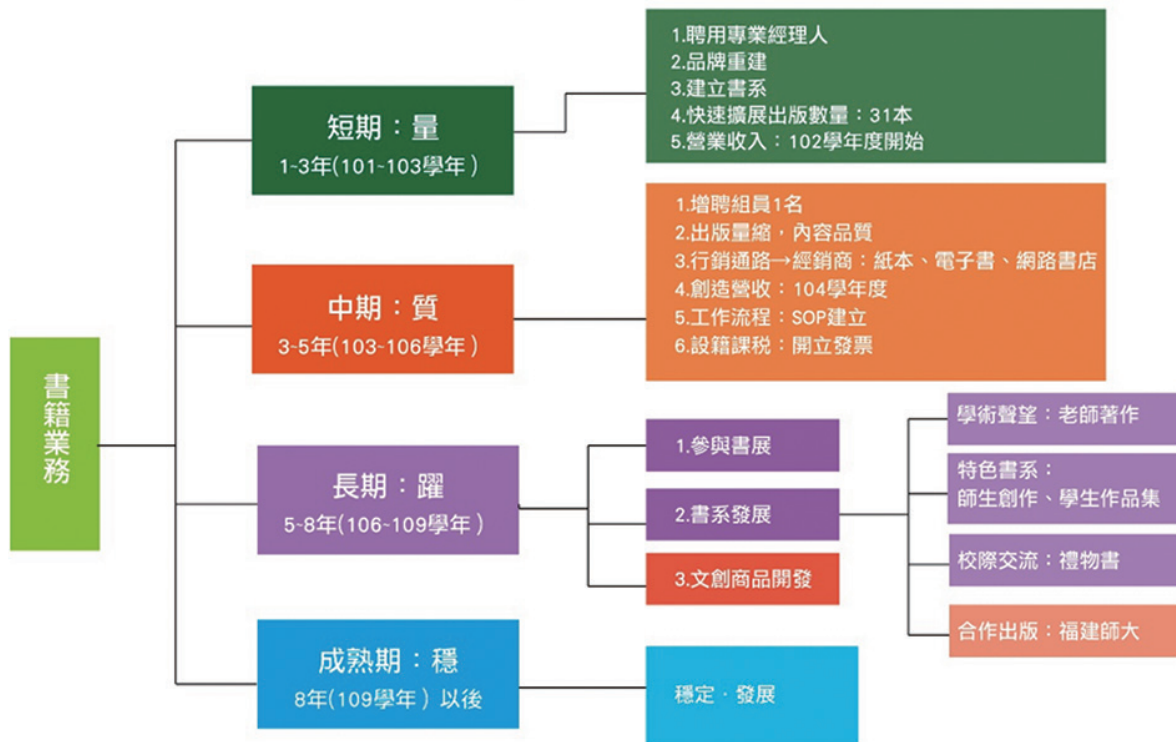 書籍業務
短期：量
1~3年(101~103學年）
1.聘用專業經理人
2.品牌重建
3.建立書系
4.快速擴展出版數量：31本
5.營業收入：102學年度開始
中期：質
3~5年(103~106學年）
1.增聘組員1名
2.出版量縮，內容品質
3.行銷通路→經銷商：紙本、電子書、網路書店
4.創造營收：104學年度
5.工作流程：SOP建立
6.設籍課稅：開立發票
長期：躍
5~8年(106~109學年）
1.參與書展
2.書系發展
3.文創商品開發
學術聲望：老師著作
特色書系：
師生創作、學生作品集
校際交流：禮物書
合作出版：福建師大
成熟期：穩
8年(109學年）以後
穩定．發展